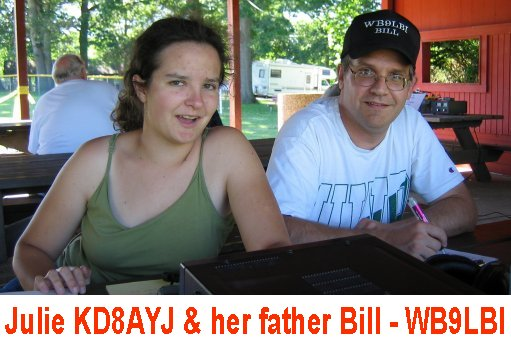 WB9LBI
BILL
Julie KD8AYJ & her father Bill - WB9LBI